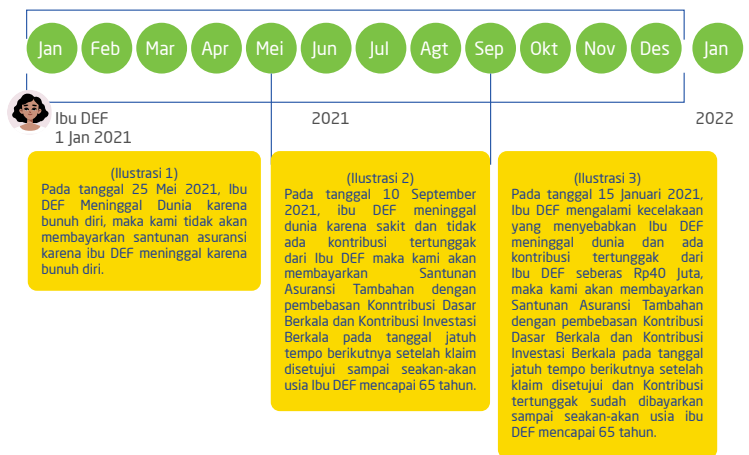 Jan Feb Mar Apr Mei Jun Jul Agt Sep Okt Nov Des Jan
Ibu DEF
1 Jan 2021
2021
2022
(Ilustrasi 1)
Pada tanggal 25 Mei 2021, Ibu
DEF Meninggal Dunia karena
bunuh diri, maka kami tidak akan
membayarkan santunan asuransi
karena ibu DEF meninggal karena
bunuh diri.
(Ilustrasi 2)
Pada tanggal 10 September
2021, ibu DEF meninggal
dunia karena sakit dan tidak
ada kontribusi tertunggak
dari Ibu DEF maka kami akan
membayarkan Santunan
Asuransi Tambahan dengan
pembebasan Konntribusi Dasar
Berkala dan Kontribusi Investasi
Berkala pada tanggal jatuh
tempo berikutnya setelah klaim
disetujui sampai seakan-akan
usia Ibu DEF mencapai 65 tahun.
(Ilustrasi 3)
Pada tanggal 15 Januari 2021,
Ibu DEF mengalami kecelakaan
yang menyebabkan Ibu DEF
meninggal dunia dan ada
kontribusi tertunggak dari
Ibu DEF seberas Rp40 Juta,
maka kami akan membayarkan
Santunan Asuransi Tambahan
dengan pembebasan Kontribusi
Dasar Berkala dan Kontribusi
Investasi Berkala pada tanggal
jatuh tempo berikutnya setelah
klaim disetujui dan Kontribusi
tertunggak sudah dibayarkan
sampai seakan-akan usia ibu
DEF mencapai 65 tahun.